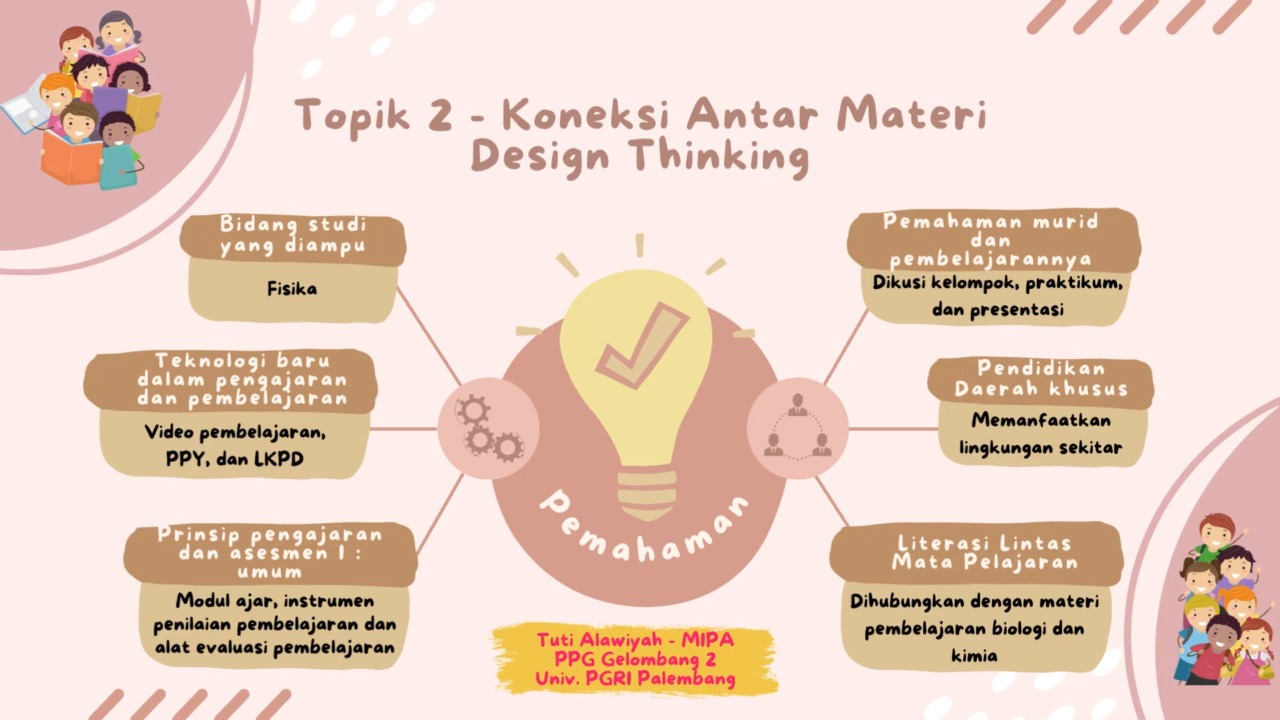 Topik 2 - Koneksi Antar Materi
Design Thinking
Bidang studi
yang diampu
Fisika
Teknologi baru
dalam pengajaran
dan pembelajaran
Video pembelajaran,
PPY, dan LKPD
Prinsip pengajaran
dan asesmen I :
umum
Modul ajar, instrumen
penilaian pembelajaran dan
alat evaluasi pembelajaran
Pemahaman
Tuti Alawiyah - MIPA
PPG Gelombang 2
Univ. PGRI Palembang
Pemahaman murid
dan
pembelajarannya
Dikusi kelompok, praktikum,
dan presentasi
Pendidikan
Daerah khusus
Memanfaatkan
lingkungan sekitar
Literasi Lintas
Mata Pelajaran
Dihubungkan dengan materi
pembelajaran biologi dan
kimia